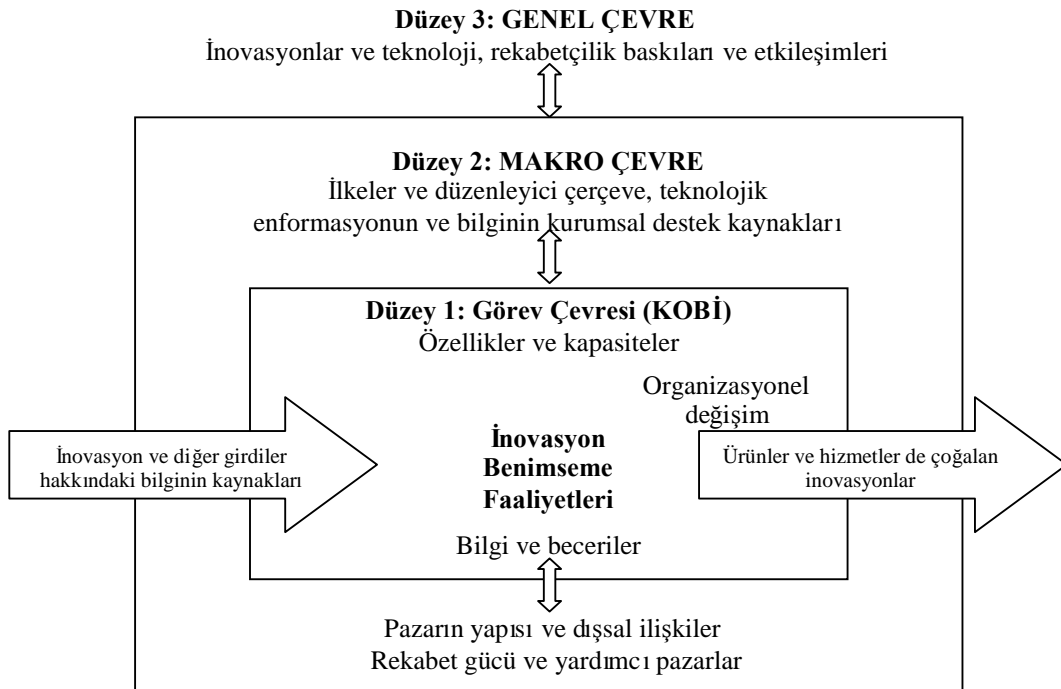 Düzey 3: GENEL ÇEVRE
İnovasyonlar ve teknoloji, rekabetçilik baskıları ve etkileşimleri
Düzey 2: MAKRO ÇEVRE
İlkeler ve düzenleyici çerçeve, teknolojik
enformasyonun ve bilginin kurumsal destek kaynakları
Düzey 1: Görev Çevresi (KOBİ)
Özellikler ve kapasiteler
Organizasyonel
değişim
İnovasyon ve diğer girdiler
hakkındaki bilginin kaynakları
İnovasyon
Benimseme
Faaliyetleri
Ürünler ve hizmetler de çoğalan
inovasyonlar
Bilgi ve beceriler
Pazarın yapısı ve dışsal ilişkiler
Rekabet gücü ve yardımcı pazarlar